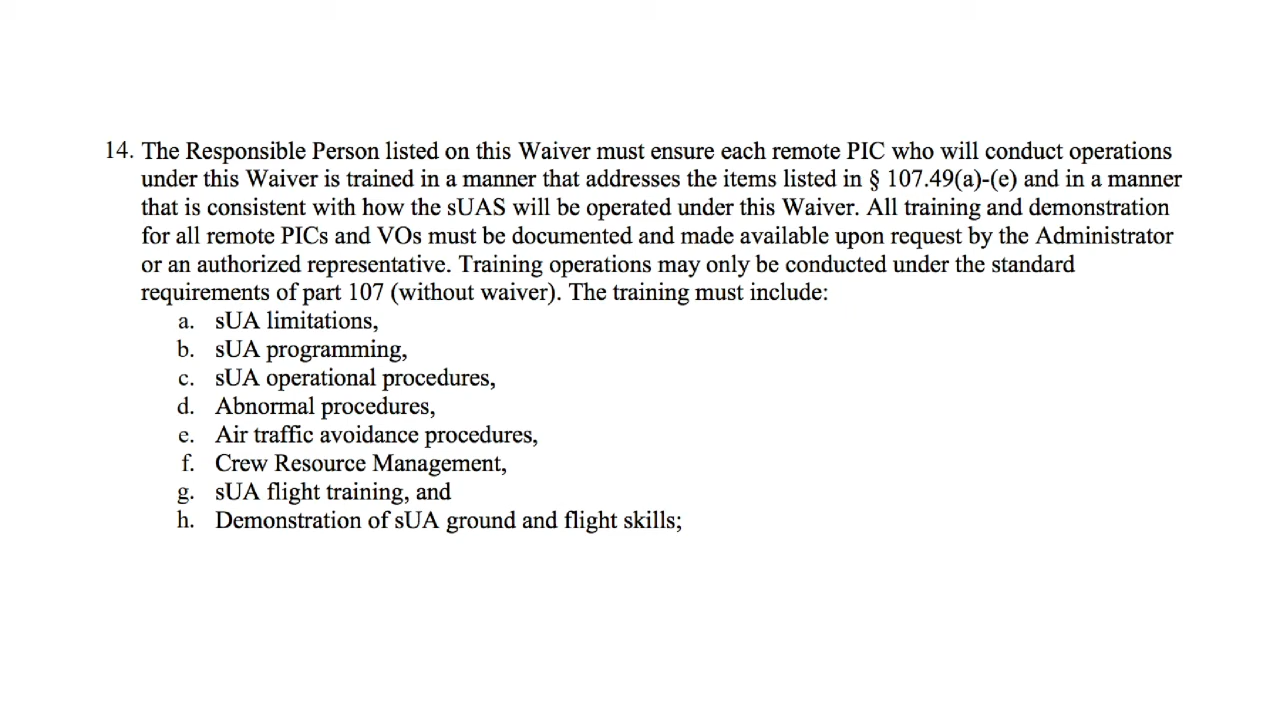 14. The Responsible Person listed on this Waiver must ensure each remote PIC who will conduct operations
under this Waiver is trained in a manner that addresses the items listed in § 107.49(a)-(e) and in a manner
that is consistent with how the sUAS will be operated under this Waiver. All training and demonstration
for all remote PICs and VOs must be documented and made available upon request by the Administrator
or an authorized representative. Training operations may only be conducted under the standard
requirements of part 107 (without waiver). The training must include:
a. sUA limitations,
b. sUA programming,
c. sUA operational procedures,
d. Abnormal procedures,
e. Air traffic avoidance procedures,
f. Crew Resource Management,
g. sUA flight training, and
h. Demonstration of sUA ground and flight skills;